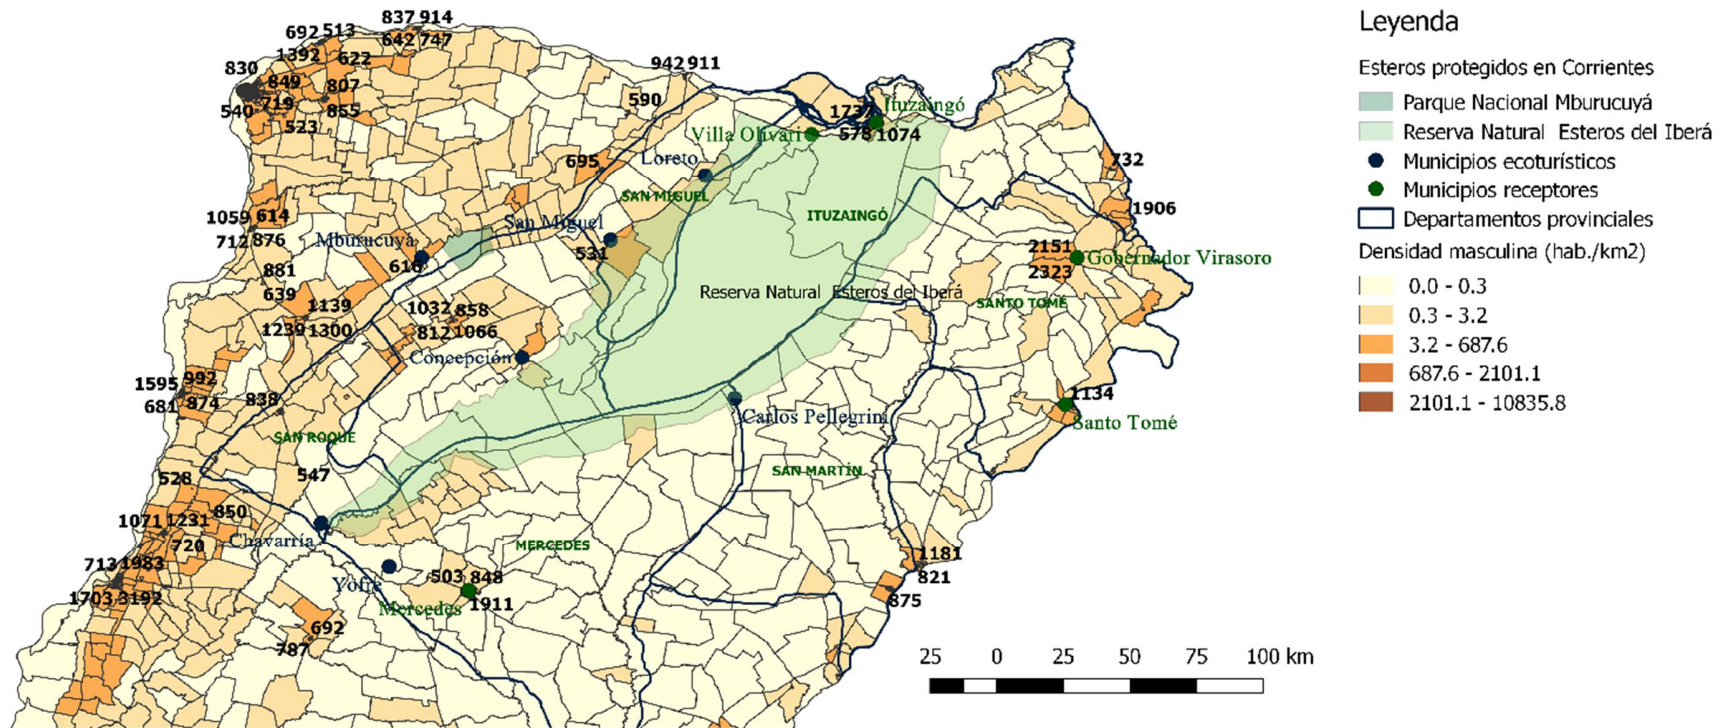 837 914
692 513
642 747
1392 622
942 911
830
849
807
590
540 719
855
523
1737
Ituzaingó
Villa Olivari
578 1074
695
Loreto
732
SAN MIGUEL
1059 614
ITUZAINGÓ
1906
San Miguel
712 876
Mburucuyá
531
2151
616
Gobernador Virasoro
881
2323
639
Reserva Natural Esteros del Iberá
SANTO TOMÉ
1139
1032 858
1239 1300
812 1066
Concepción
1595 992
681 874
838
1134
Carlos Pellegrini
Santo Tomé
SAN ROQUE
SAN MARTÍN
528
547
850
1071 1231
720
Chavarría
MERCEDES
713 1983
1181
821
Yofre
503 848
1703 3192
Mercedes
1911
875
692
787
25 0 25 50 75 100 km
Leyenda
Esteros protegidos en Corrientes
Parque Nacional Mburucuyá
Reserva Natural Esteros del Iberá
Municipios ecoturísticos
Municipios receptores
Departamentos provinciales
Densidad masculina (hab./km2)
0.0 - 0.3
0.3 - 3.2
3.2 - 687.6
687.6 - 2101.1
2101.1 - 10835.8